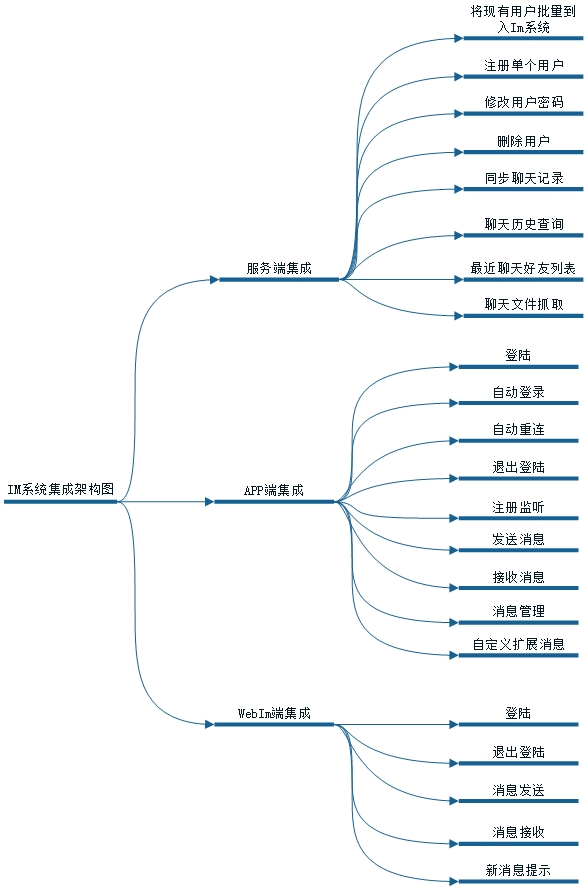 将现有用户批量到
入Im系统
注册单个用户
修改用户密码
删除用户
同步聊天记录
聊天历史查询
服务端集成
最近聊天好友列表
聊天文件抓取
登陆
自动登录
自动重连
退出登陆
IM系统集成架构图
APP端集成
注册监听
发送消息
接收消息
消息管理
自定义扩展消息
WebIm端集成
登陆
退出登陆
消息发送
消息接收
新消息提示